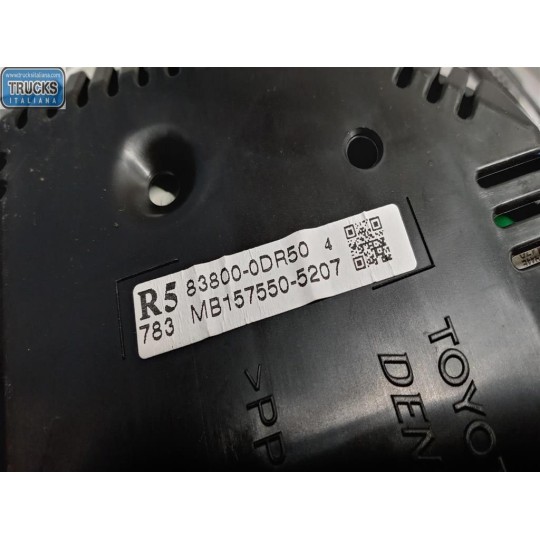 www.trucksitaliana.com
TRUCKS
ITALIANA
R5 83800-0DR50 4
783 MB157550-5207
>PP
TOYO
DEN